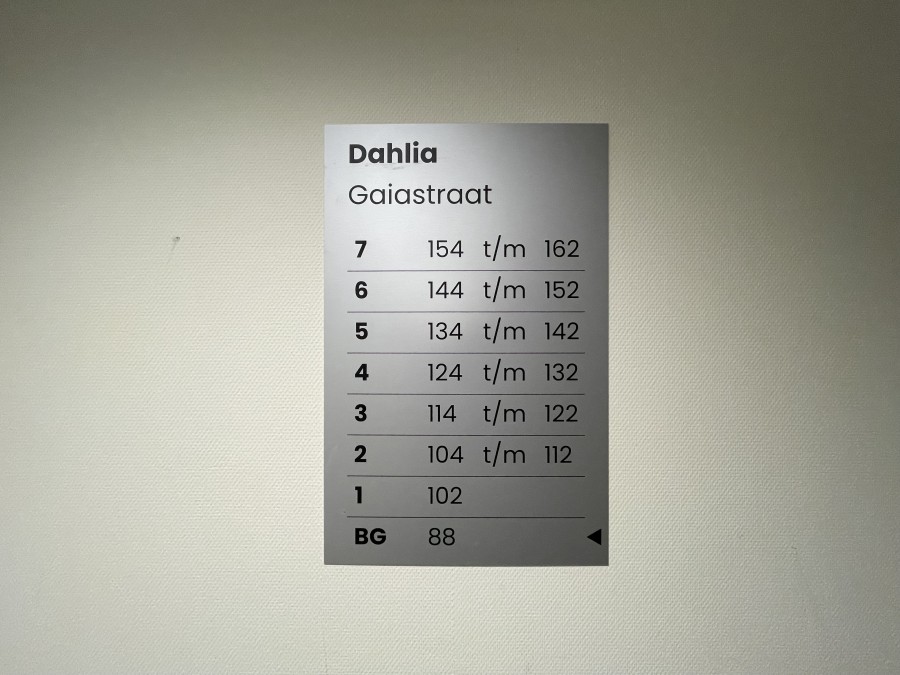 Dahlia
Gaiastraat
7 154 t/m 162
6 144 t/m 152
5 134 t/m 142
4 124 t/m 132
3 114 t/m 122
2 104 t/m 112
1 102
BG 88